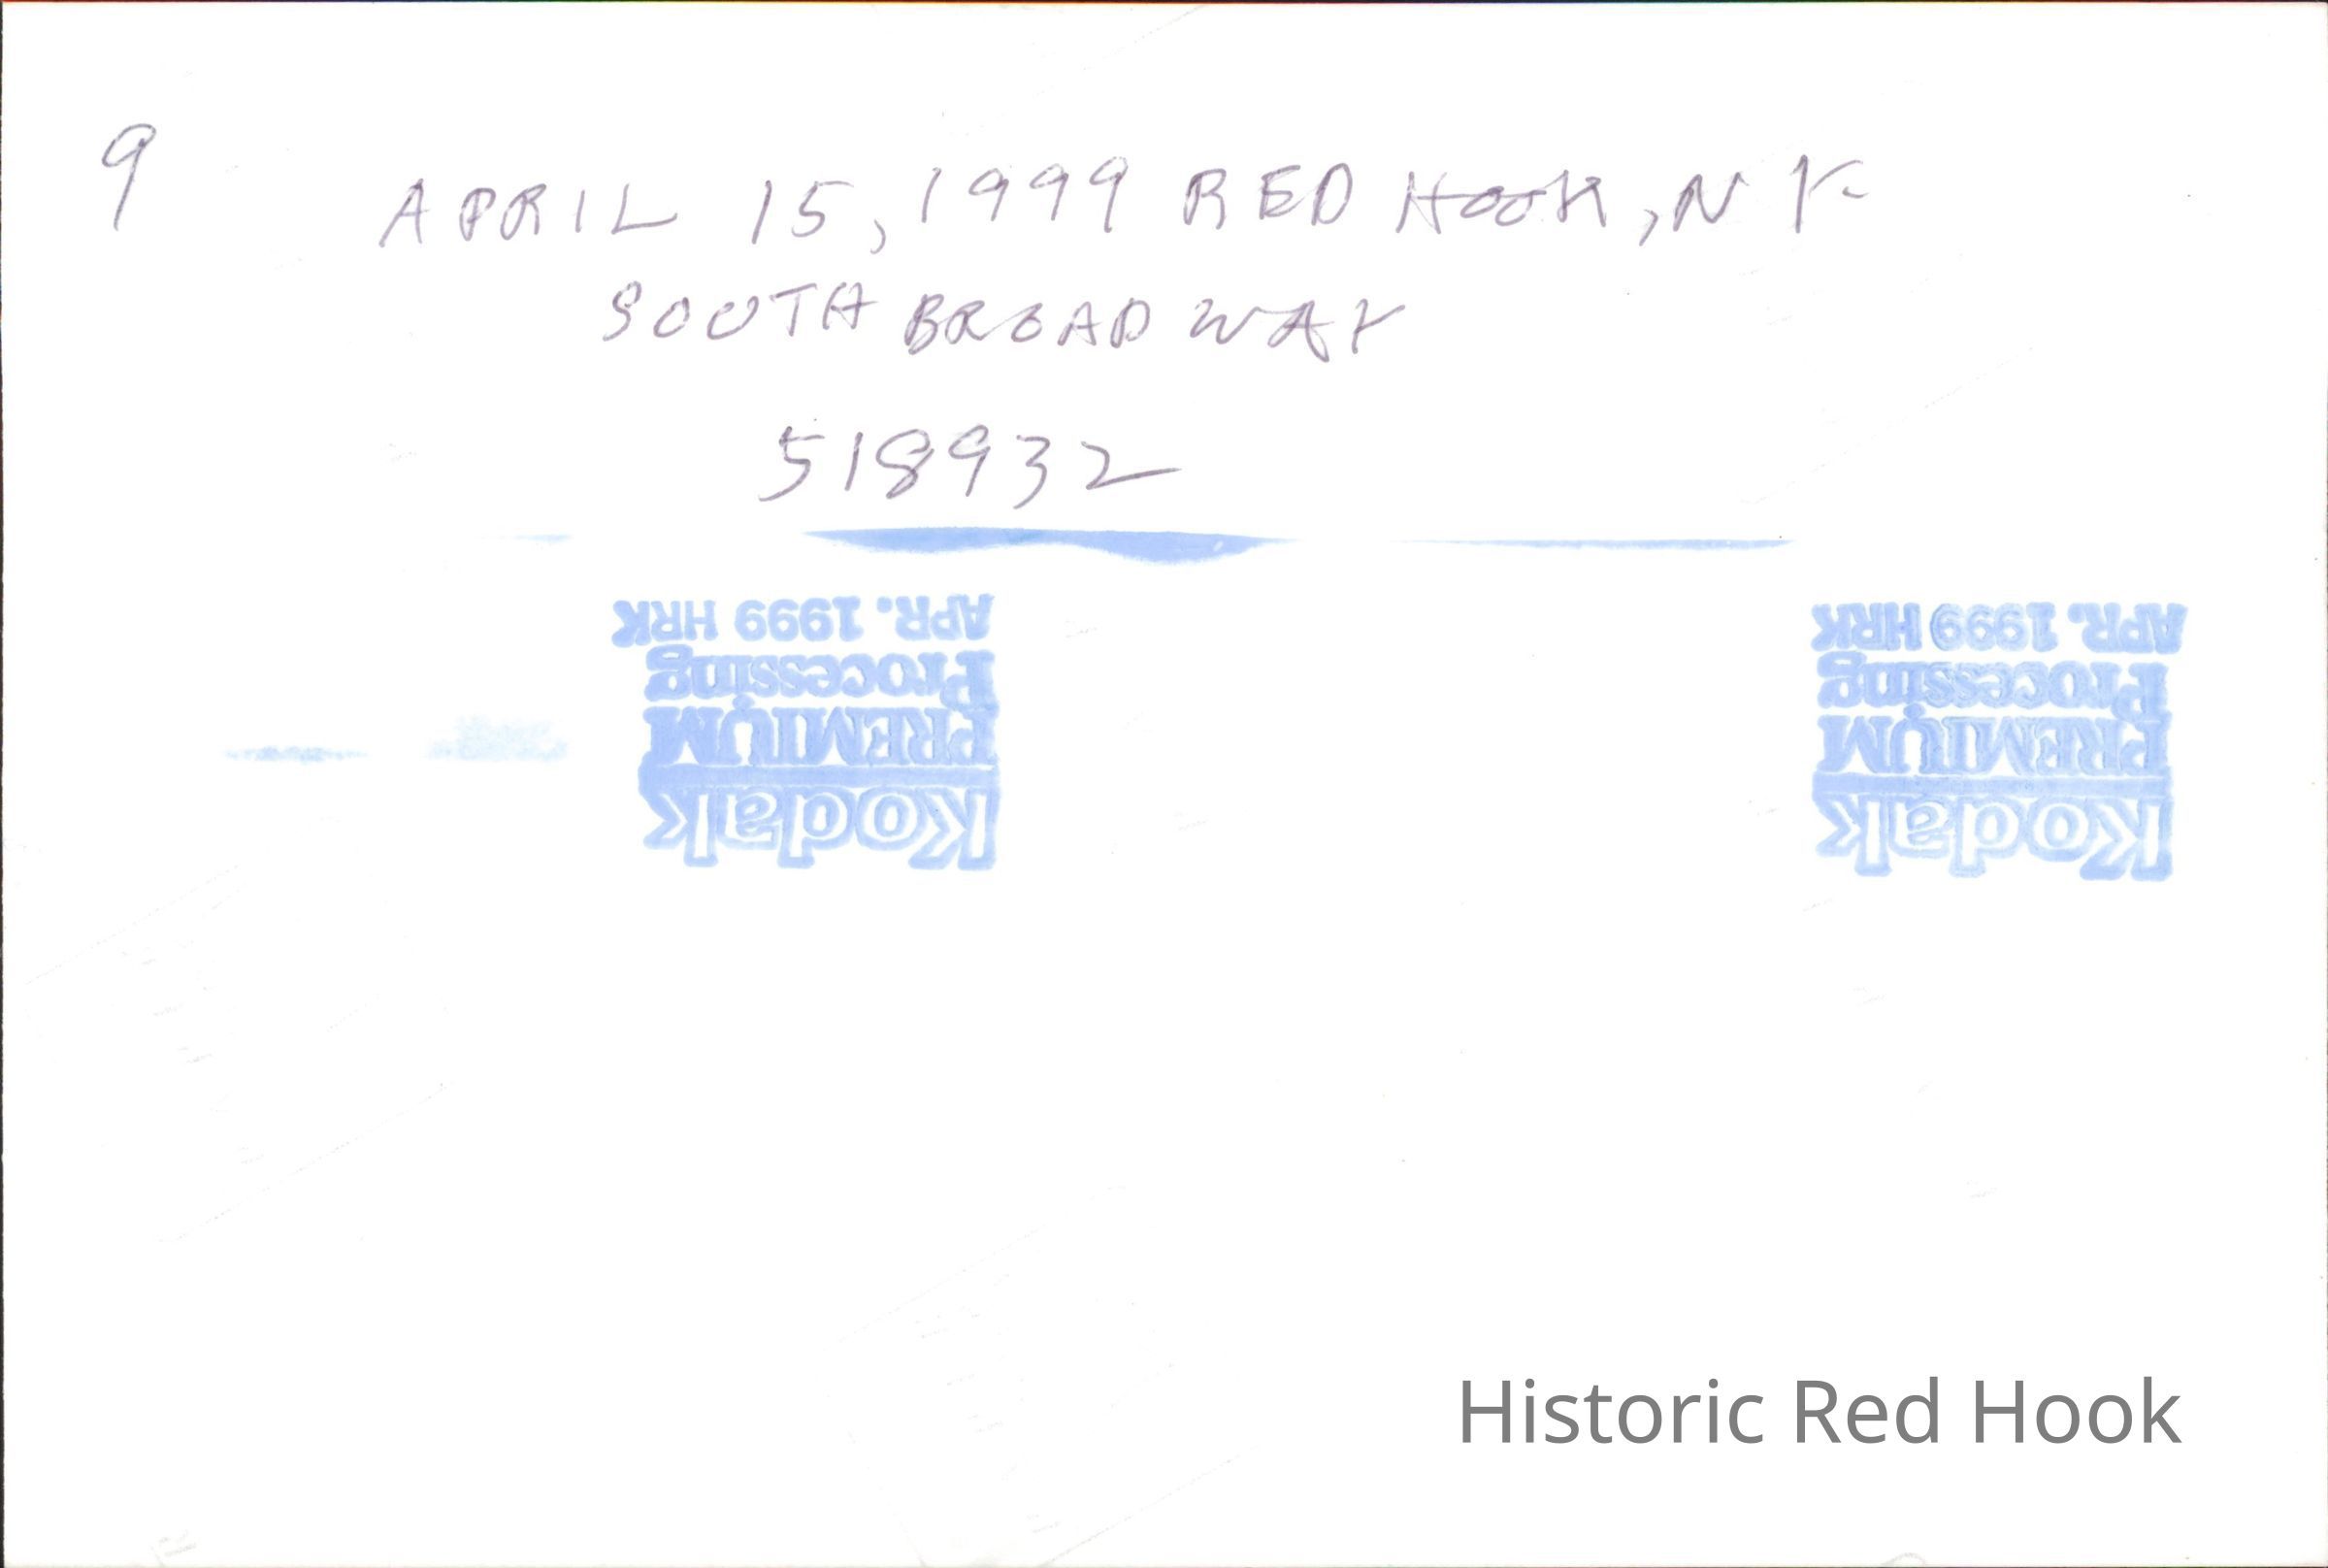 9
APRIL 15, 1999 RED HOOK, N Y
SOUTH BROADWAY
518932
Kodak
PREMIUM
Processing
APR. 1999 HRK
Kodak
PREMIUM
Processing
APR. 1999 HRK
Historic Red Hook